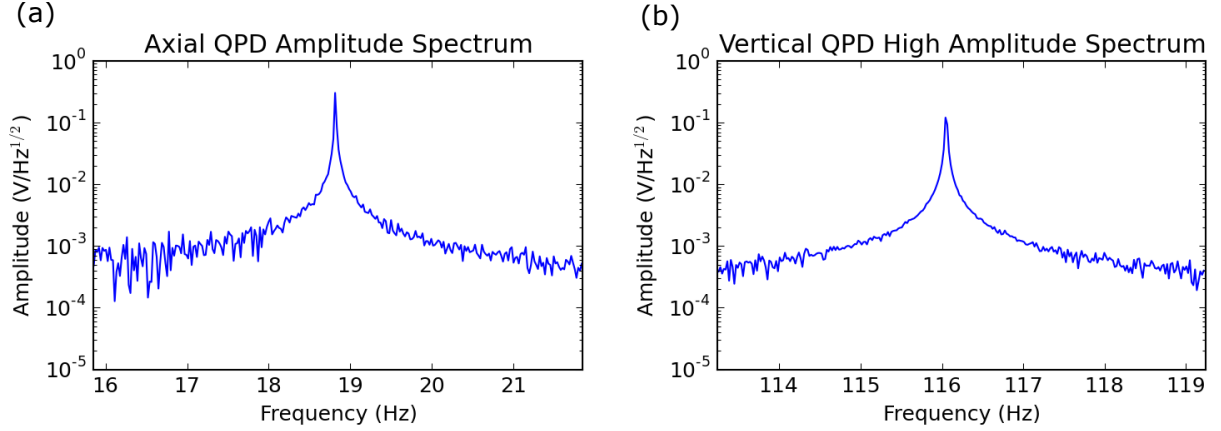 (a)
Axial QPD Amplitude Spectrum
10^0
10^-1
10^-2
10^-3
10^-4
10^-5
Amplitude (V/Hz^1/2)
16 17 18 19 20 21
Frequency (Hz)
(b)
Vertical QPD High Amplitude Spectrum
10^0
10^-1
10^-2
10^-3
10^-4
10^-5
Amplitude (V/Hz^1/2)
114 115 116 117 118 119
Frequency (Hz)